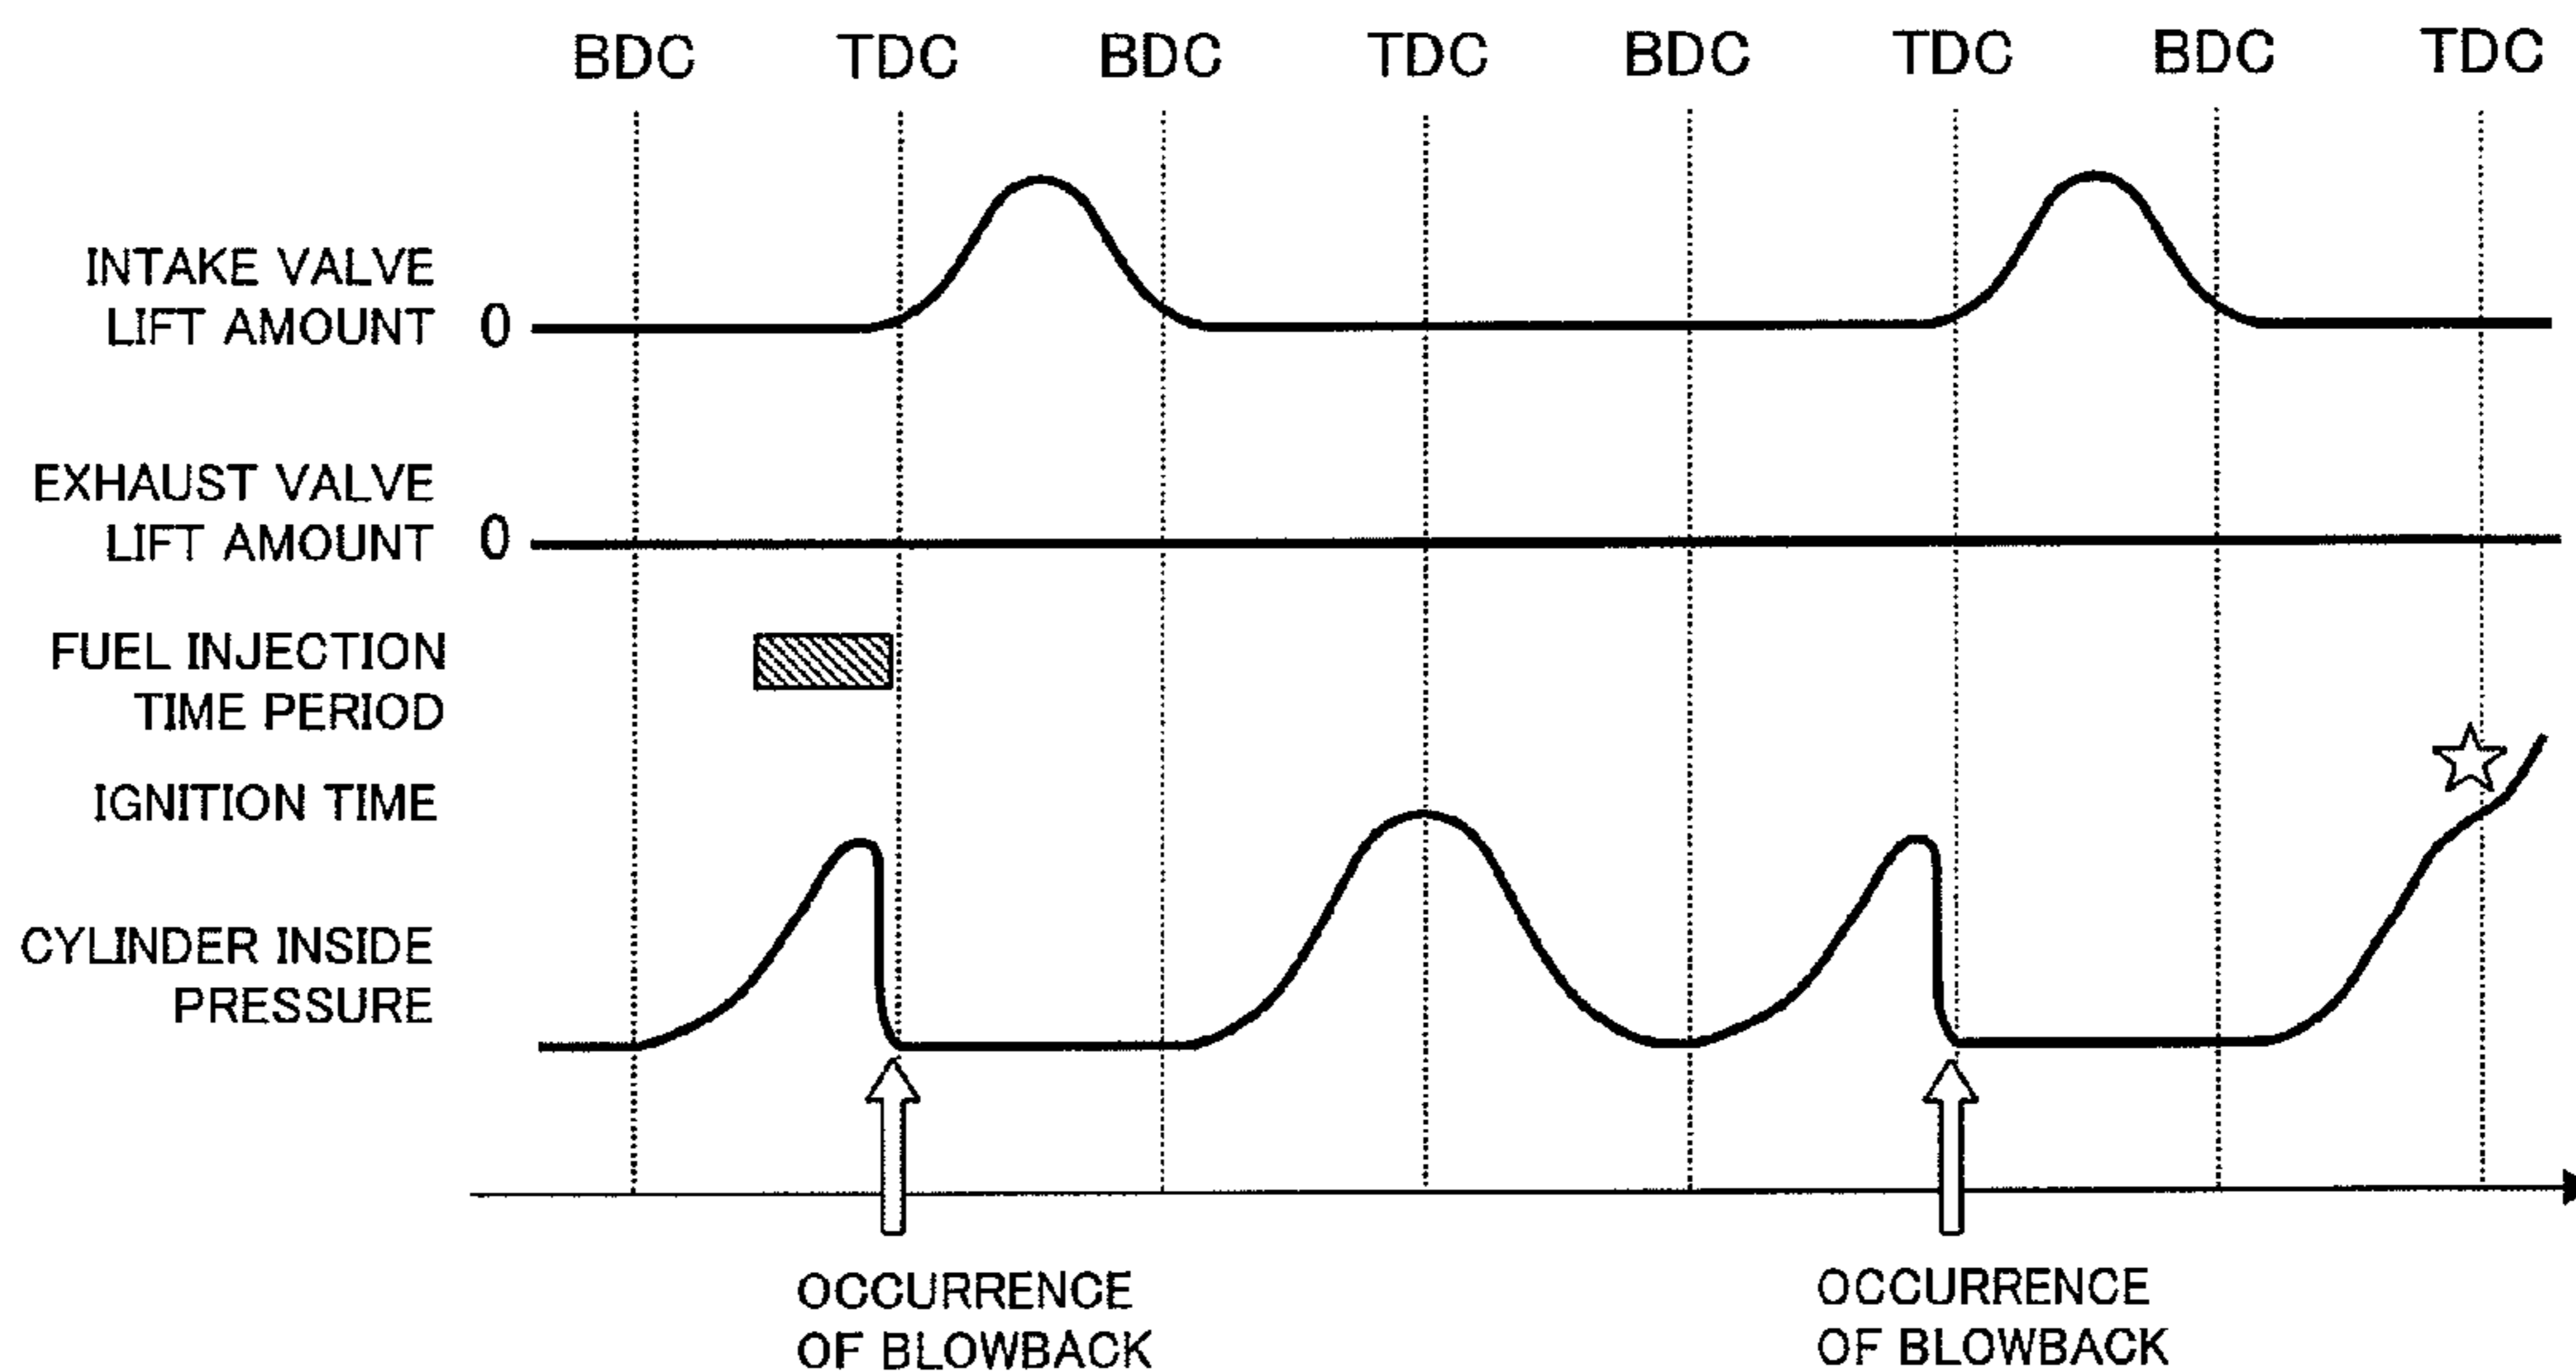 BDC TDC BDC TDC BDC TDC BDC TDC
INTAKE VALVE
LIFT AMOUNT 0
EXHAUST VALVE
LIFT AMOUNT 0
FUEL INJECTION
TIME PERIOD
IGNITION TIME
CYLINDER INSIDE
PRESSURE
OCCURRENCE
OF BLOWBACK
OCCURRENCE
OF BLOWBACK